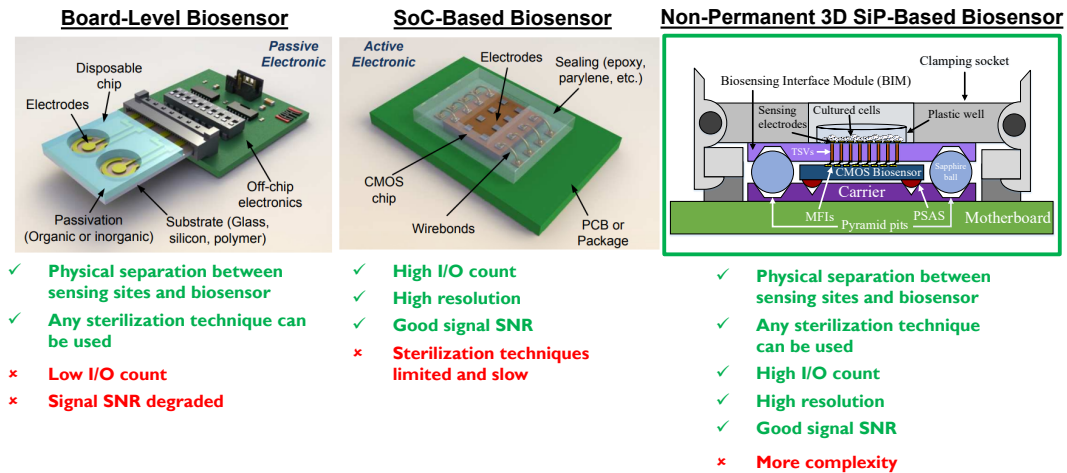 Board-Level Biosensor
Passive
Electronic
Disposable
chip
Electrodes
Off-chip
electronics
Passivation
(Organic or inorganic)
Substrate (Glass,
silicon, polymer)
✓ Physical separation between
sensing sites and biosensor
✓ Any sterilization technique can
be used
× Low I/O count
× Signal SNR degraded
SoC-Based Biosensor
Active
Electronic
Electrodes
Sealing (epoxy,
parylene, etc.)
CMOS
chip
Wirebonds
PCB or
Package
✓ High I/O count
✓ High resolution
✓ Good signal SNR
× Sterilization techniques
limited and slow
Non-Permanent 3D SiP-Based Biosensor
Clamping socket
Biosensing Interface Module (BIM)
Sensing
electrodes
Cultured cells
Plastic well
TSVs
CMOS Biosensor
Sapphire
ball
Carrier
MFIs
PSAS
Motherboard
Pyramid pits
✓ Physical separation between
sensing sites and biosensor
✓ Any sterilization technique
can be used
✓ High I/O count
✓ High resolution
✓ Good signal SNR
× More complexity